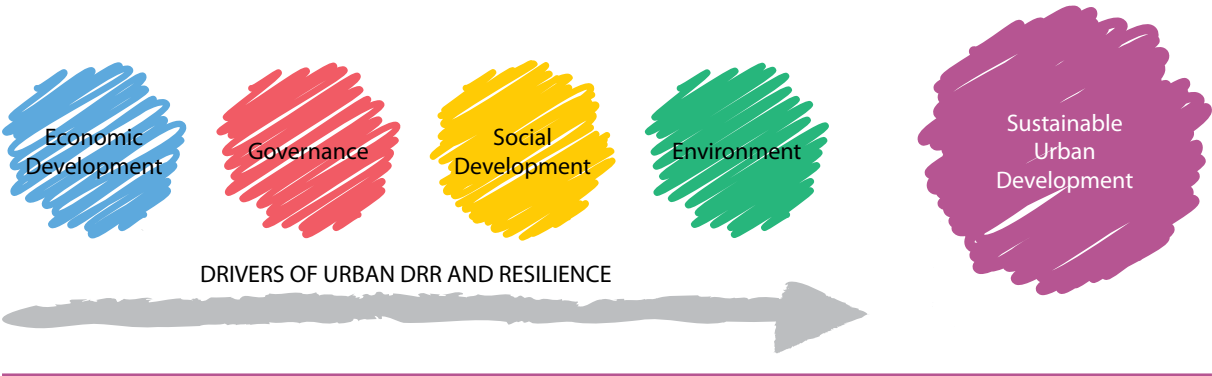 Economic
Development
Governance
Social
Development
Environment
Sustainable
Urban
Development
DRIVERS OF URBAN DRR AND RESILIENCE